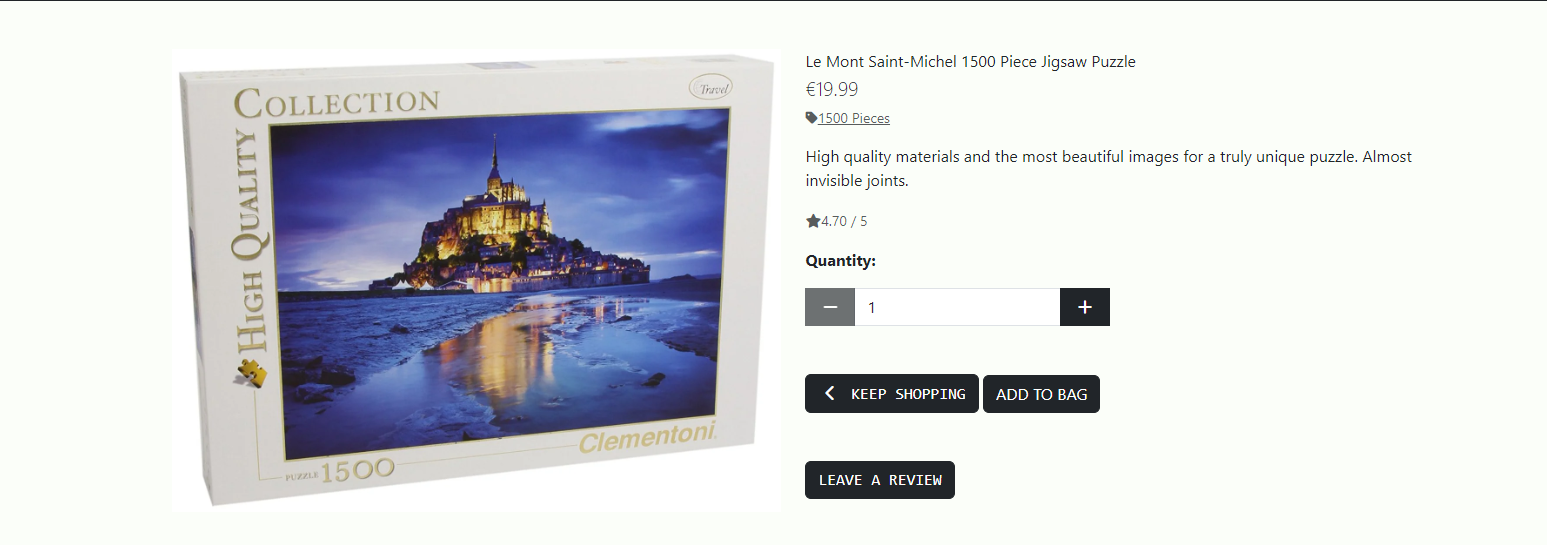 COLLECTION
Travel
HIGH QUALITY
Clementoni
PUZZLE 1500
Le Mont Saint-Michel 1500 Piece Jigsaw Puzzle
€19.99
1500 Pieces
High quality materials and the most beautiful images for a truly unique puzzle. Almost
invisible joints.
4.70 / 5
Quantity:
1
KEEP SHOPPING ADD TO BAG
LEAVE A REVIEW